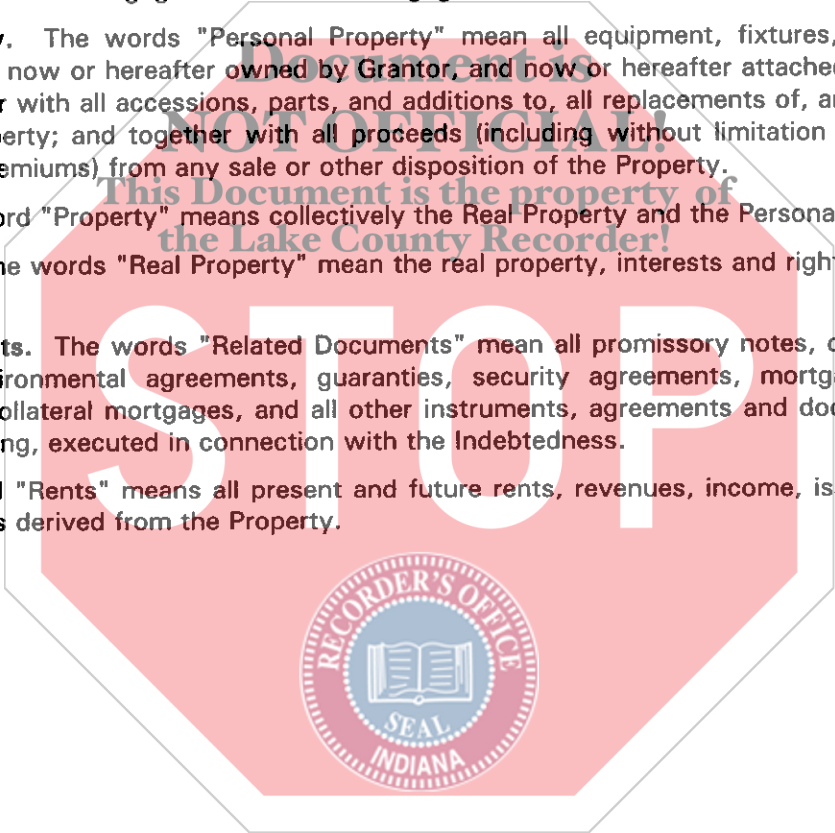 y. The words "Personal Property" mean all equipment, fixtures,
now or hereafter owned by Grantor, and now or hereafter attached
r with all accessions, parts, and additions to, all replacements of, an
erty; and together with all proceeds (including without limitation
emiums) from any sale or other disposition of the Property.
ord "Property" means collectively the Real Property and the Persona
he words "Real Property" mean the real property, interests and right
ts. The words "Related Documents" mean all promissory notes, c
ironmental agreements, guaranties, security agreements, mortga
ollateral mortgages, and all other instruments, agreements and doc
ng, executed in connection with the Indebtedness.
"Rents" means all present and future rents, revenues, income, is
s derived from the Property.
Document is
NOT OFFICIAL!
This Document is the property of
the Lake County Recorder!
STOP
RECORDER'S OFFICE
SEAL
INDIANA